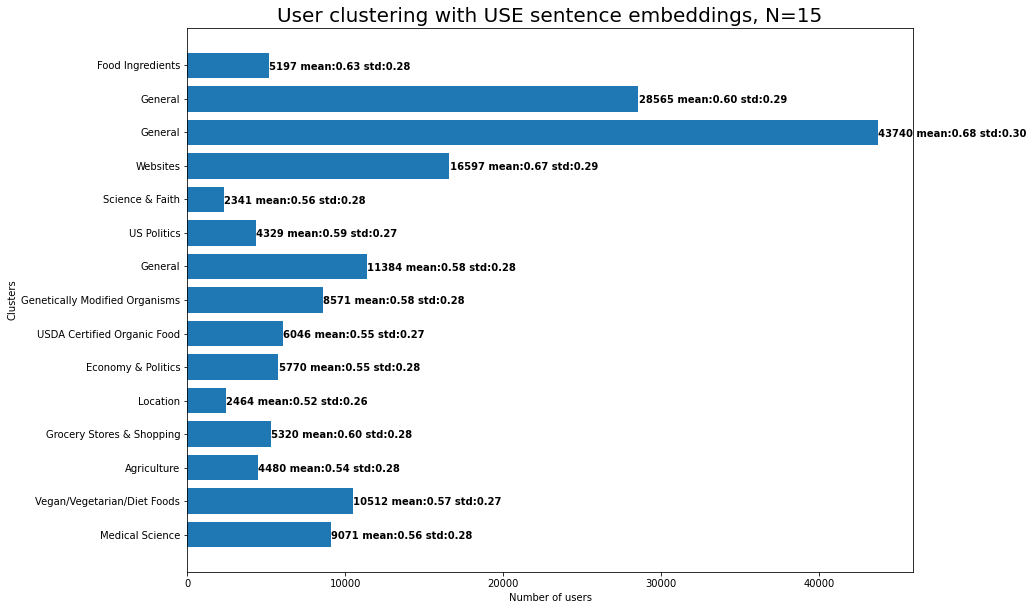 User clustering with USE sentence embeddings, N=15
Food Ingredients 5197 mean:0.63 std:0.28
General 28565 mean:0.60 std:0.29
General 43740 mean:0.68 std:0.30
Websites 16597 mean:0.67 std:0.29
Science & Faith 2341 mean:0.56 std:0.28
US Politics 4329 mean:0.59 std:0.27
General 11384 mean:0.58 std:0.28
Genetically Modified Organisms 8571 mean:0.58 std:0.28
USDA Certified Organic Food 6046 mean:0.55 std:0.27
Economy & Politics 5770 mean:0.55 std:0.28
Location 2464 mean:0.52 std:0.26
Grocery Stores & Shopping 5320 mean:0.60 std:0.28
Agriculture 4480 mean:0.54 std:0.28
Vegan/Vegetarian/Diet Foods 10512 mean:0.57 std:0.27
Medical Science 9071 mean:0.56 std:0.28
Clusters
0 10000 20000 30000 40000
Number of users